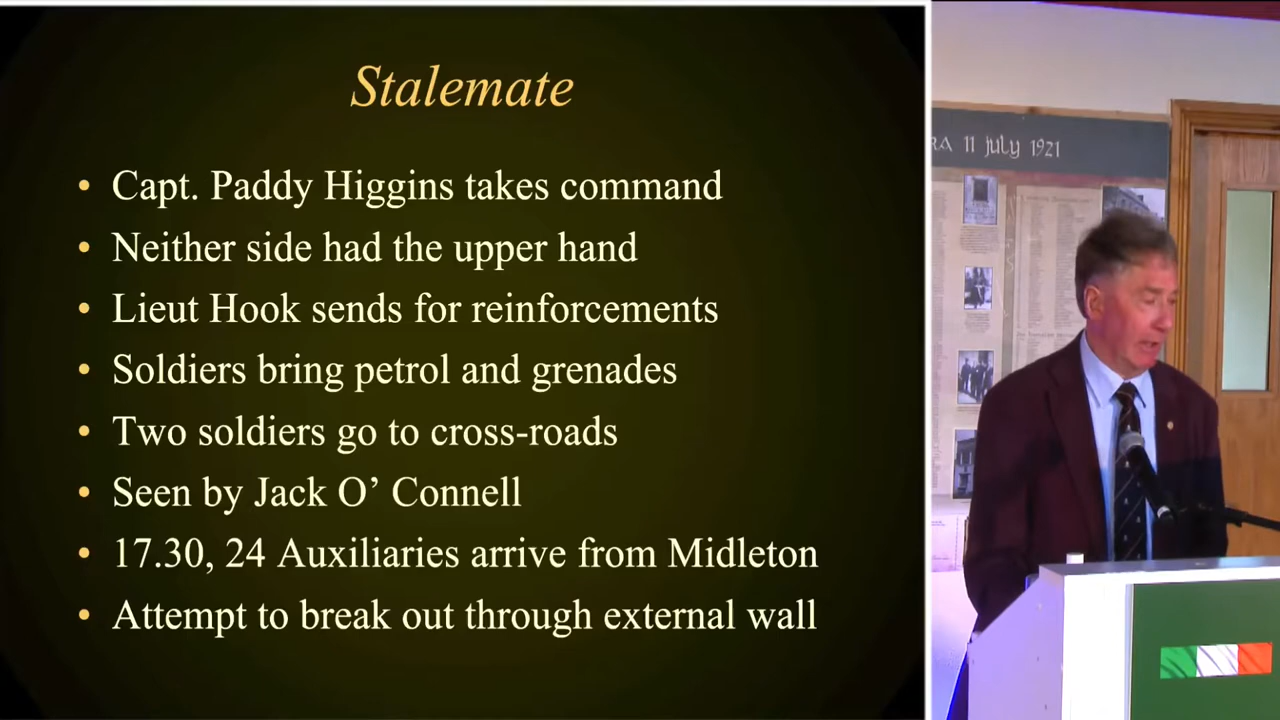 Stalemate
• Capt. Paddy Higgins takes command
• Neither side had the upper hand
• Lieut Hook sends for reinforcements
• Soldiers bring petrol and grenades
• Two soldiers go to cross-roads
• Seen by Jack O’ Connell
• 17.30, 24 Auxiliaries arrive from Midleton
• Attempt to break out through external wall
RA 11 July 1921